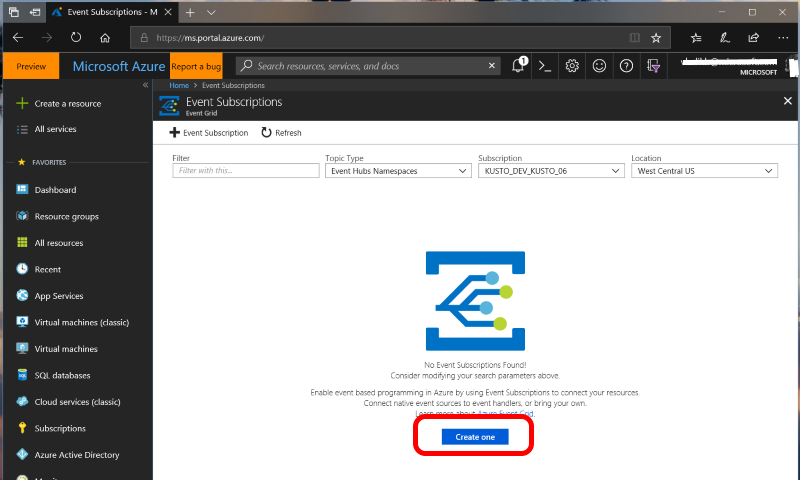 Event Subscriptions - M
https://ms.portal.azure.com/
Preview
Microsoft Azure
Report a bug
Search resources, services, and docs
1
MICROSOFT
Home > Event Subscriptions
Event Subscriptions
Event Grid
Create a resource
All services
FAVORITES
Dashboard
Resource groups
All resources
Recent
App Services
Virtual machines (classic)
Virtual machines
SQL databases
Cloud services (classic)
Subscriptions
Azure Active Directory
Event Subscription
Refresh
Filter
Filter with this...
Topic Type
Event Hubs Namespaces
Subscription
KUSTO_DEV_KUSTO_06
Location
West Central US
No Event Subscriptions Found!
Consider modifying your search parameters above.
Enable event based programming in Azure by using Event Subscriptions to connect your resources.
Connect native event sources to event handlers, or bring your own.
Learn more about Azure Event Grid.
Create one